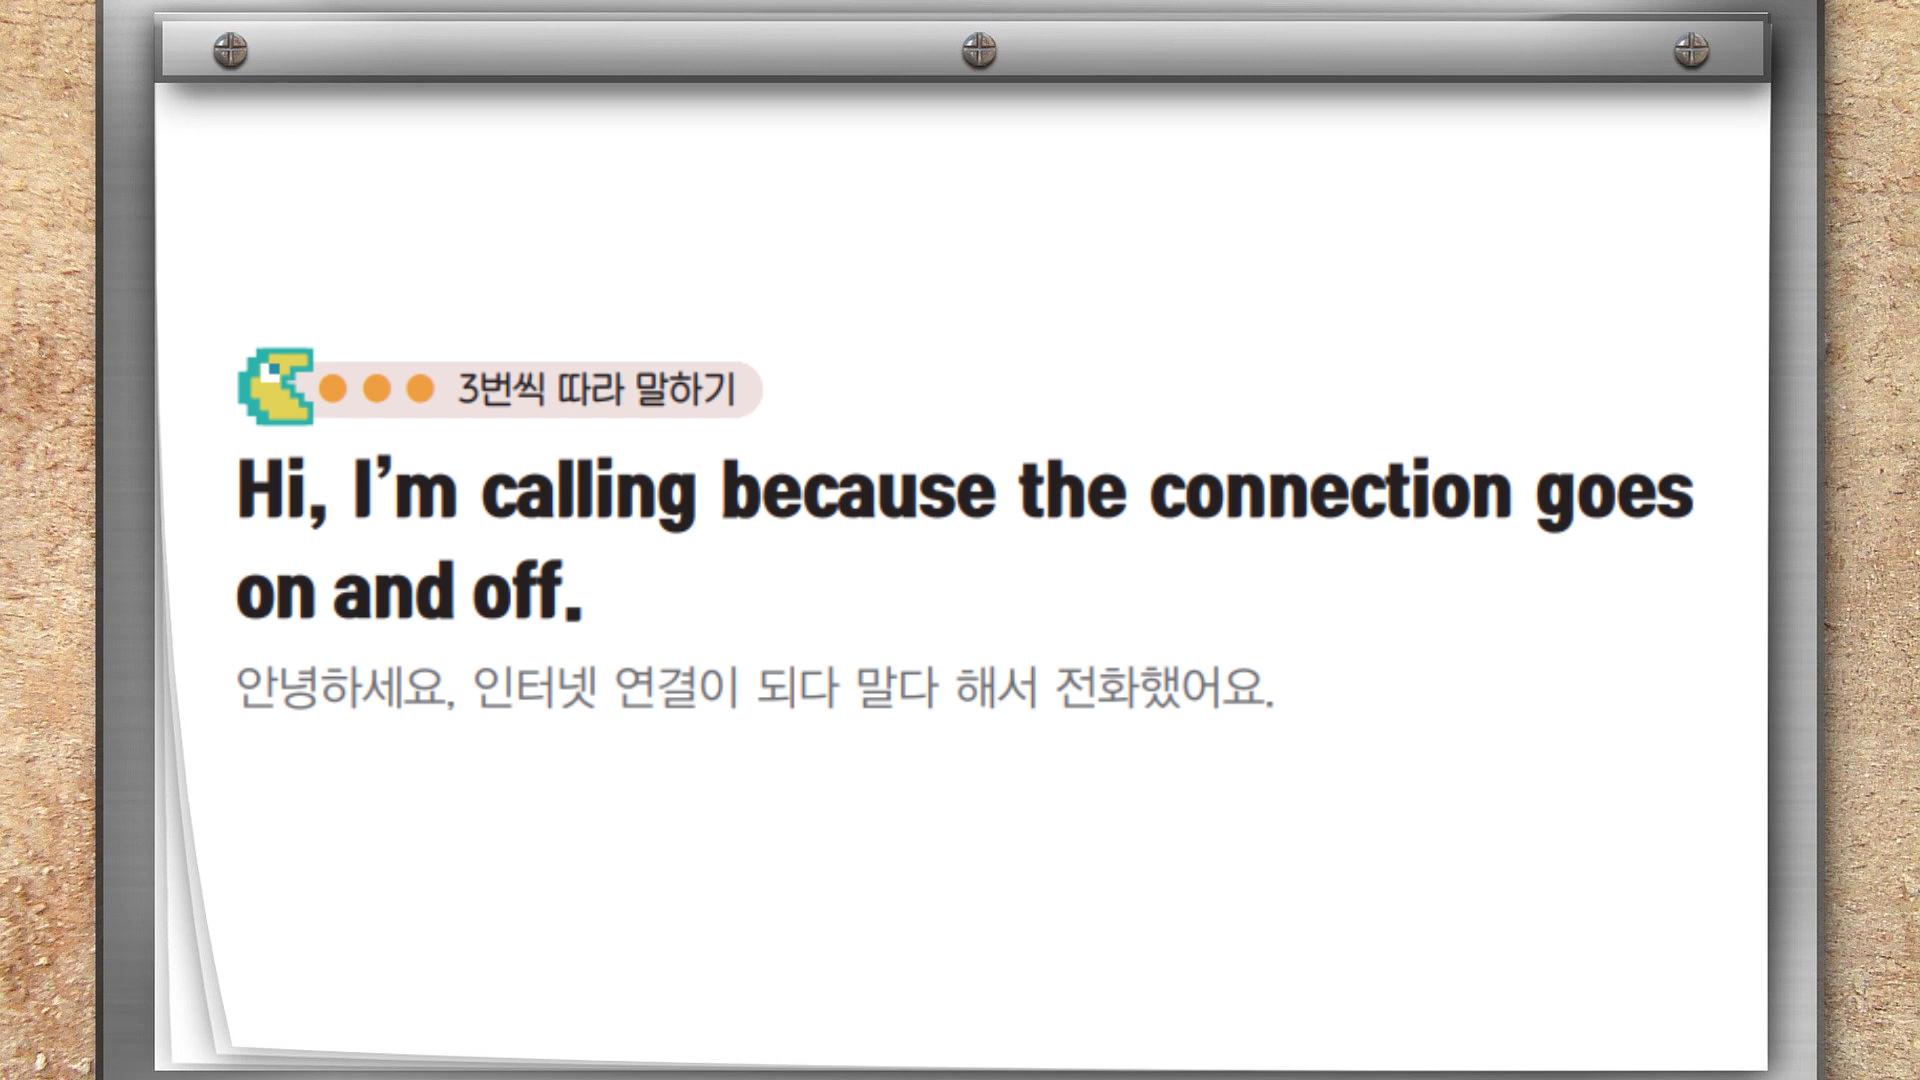 3번씩 따라 말하기
Hi, I’m calling because the connection goes
on and off.
안녕하세요, 인터넷 연결이 되다 말다 해서 전화했어요.